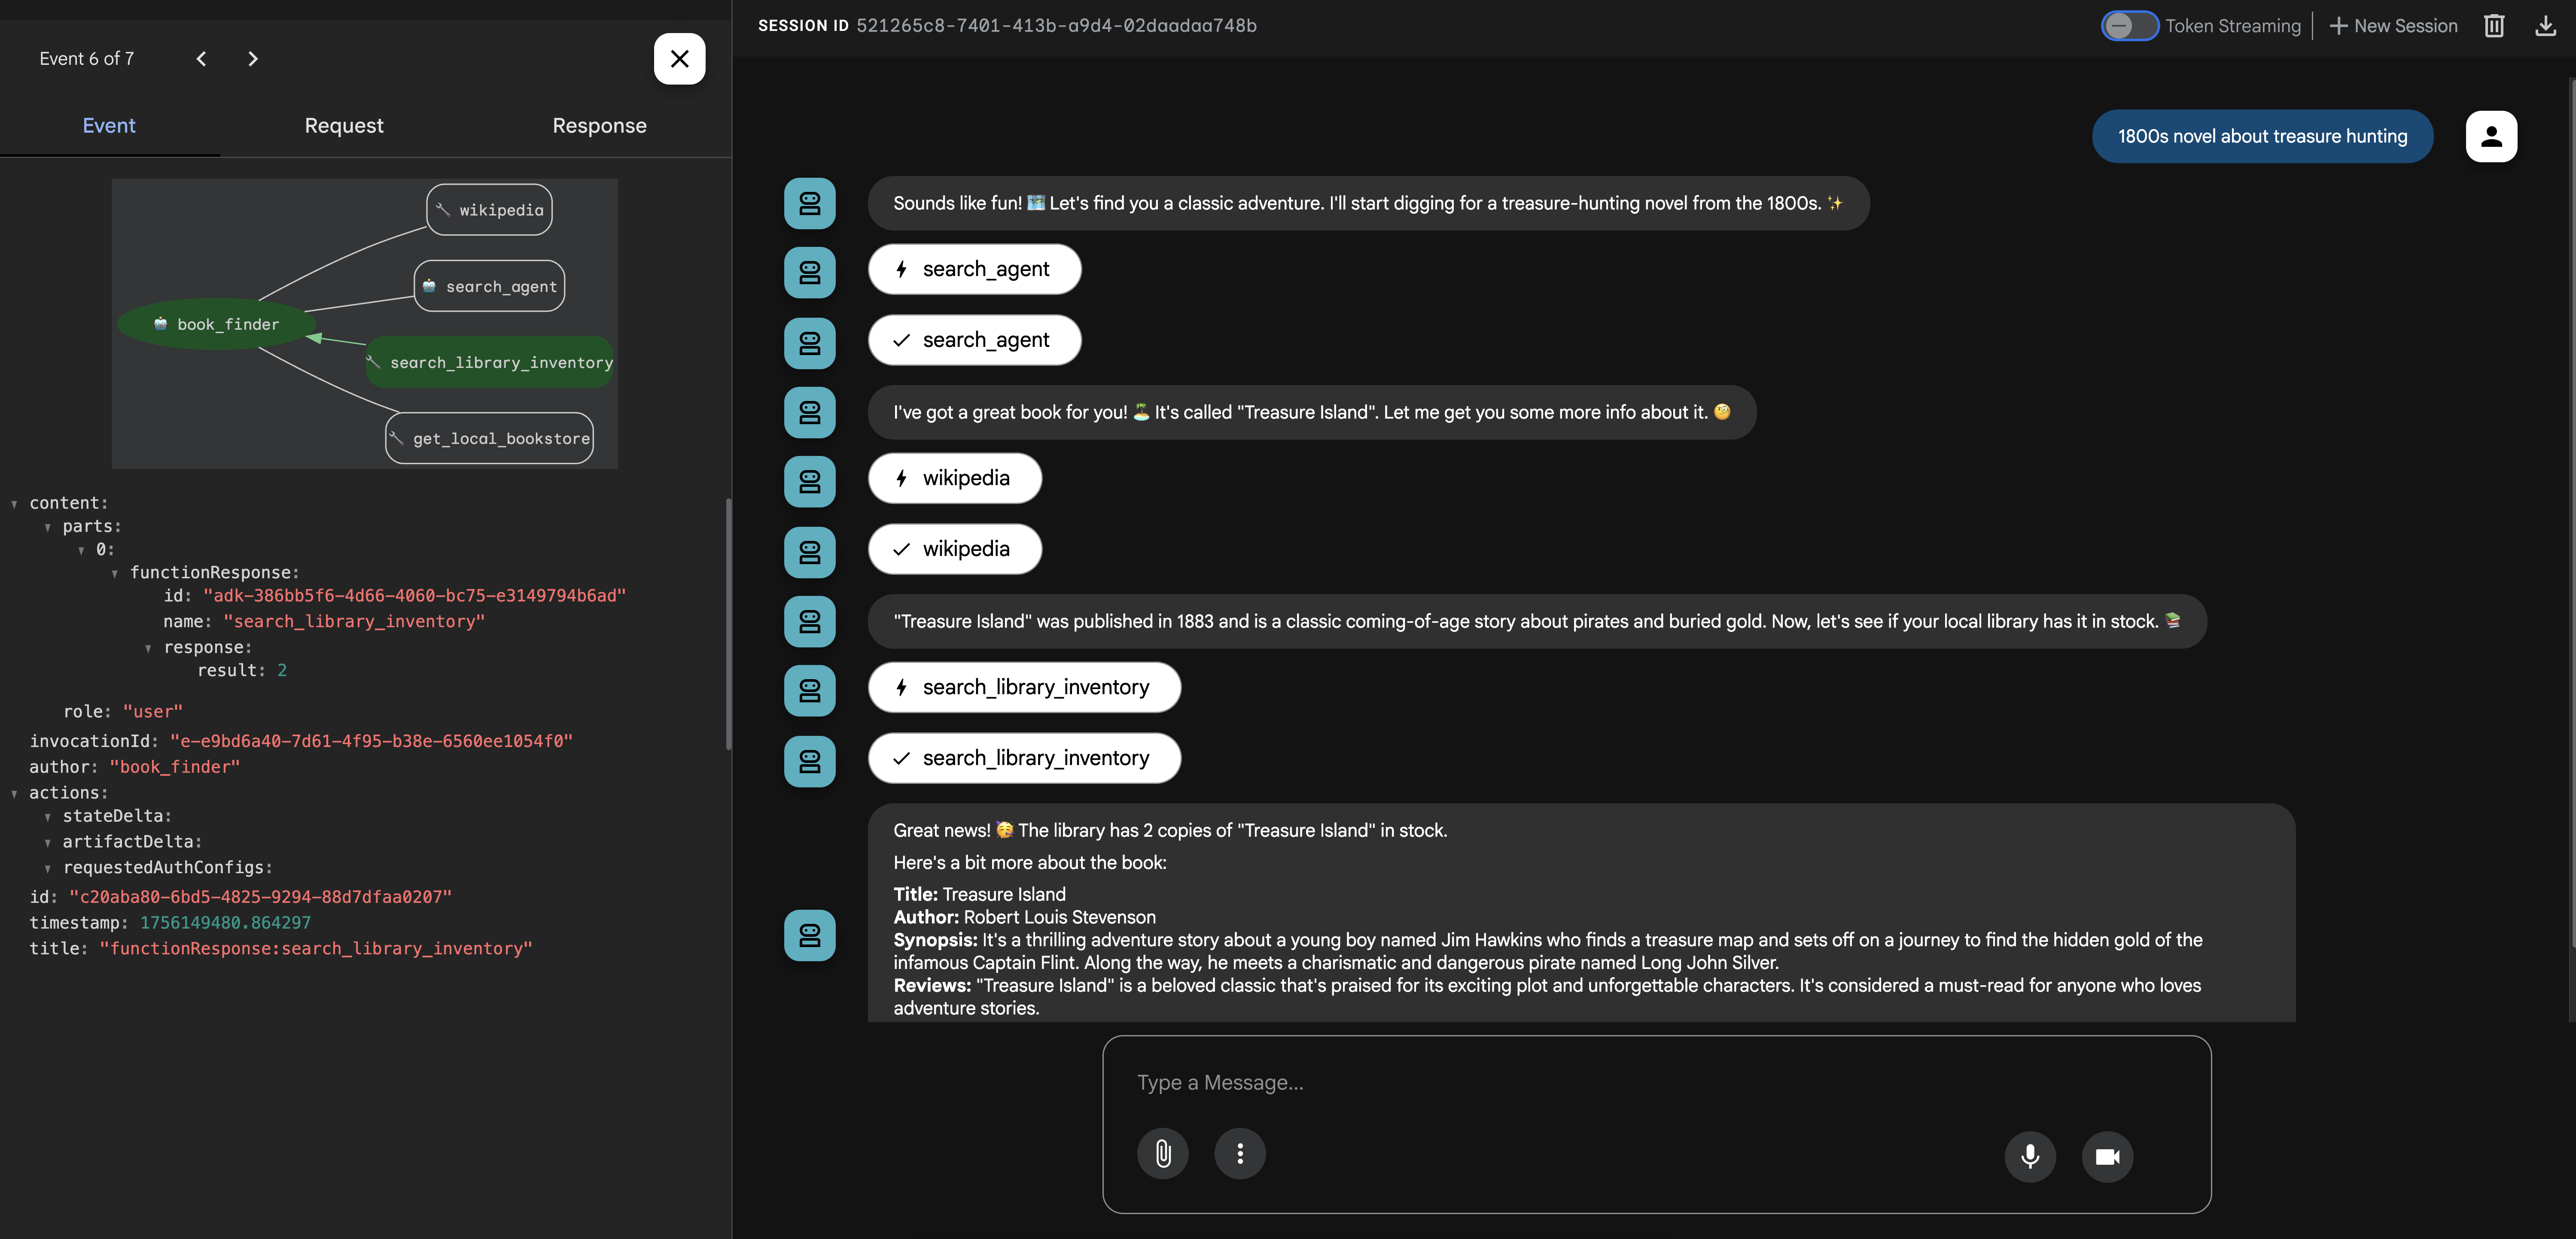 Event 6 of 7
Event
Request
Response
wikipedia
search_agent
book_finder
search_library_inventory
get_local_bookstore
content:
parts:
0:
functionResponse:
id: "adk-386bb5f6-4d66-4060-bc75-e3149794b6ad"
name: "search_library_inventory"
response:
result: 2
role: "user"
invocationId: "e-e9bd6a40-7d61-4f95-b38e-6560ee1054f0"
author: "book_finder"
actions:
stateDelta:
artifactDelta:
requestedAuthConfigs:
id: "c20aba80-6bd5-4825-9294-88d7dfaa0207"
timestamp: 1756149480.864297
title: "functionResponse:search_library_inventory"
SESSION ID 521265c8-7401-413b-a9d4-02daadaa748b
Token Streaming
New Session
1800s novel about treasure hunting
Sounds like fun! 🗺️ Let's find you a classic adventure. I'll start digging for a treasure-hunting novel from the 1800s. ✨
search_agent
search_agent
I've got a great book for you! 🏝️ It's called "Treasure Island". Let me get you some more info about it. 🧐
wikipedia
wikipedia
"Treasure Island" was published in 1883 and is a classic coming-of-age story about pirates and buried gold. Now, let's see if your local library has it in stock. 📚
search_library_inventory
search_library_inventory
Great news! 🥳 The library has 2 copies of "Treasure Island" in stock.
Here's a bit more about the book:
Title: Treasure Island
Author: Robert Louis Stevenson
Synopsis: It's a thrilling adventure story about a young boy named Jim Hawkins who finds a treasure map and sets off on a journey to find the hidden gold of the
infamous Captain Flint. Along the way, he meets a charismatic and dangerous pirate named Long John Silver.
Reviews: "Treasure Island" is a beloved classic that's praised for its exciting plot and unforgettable characters. It's considered a must-read for anyone who loves
adventure stories.
Type a Message...